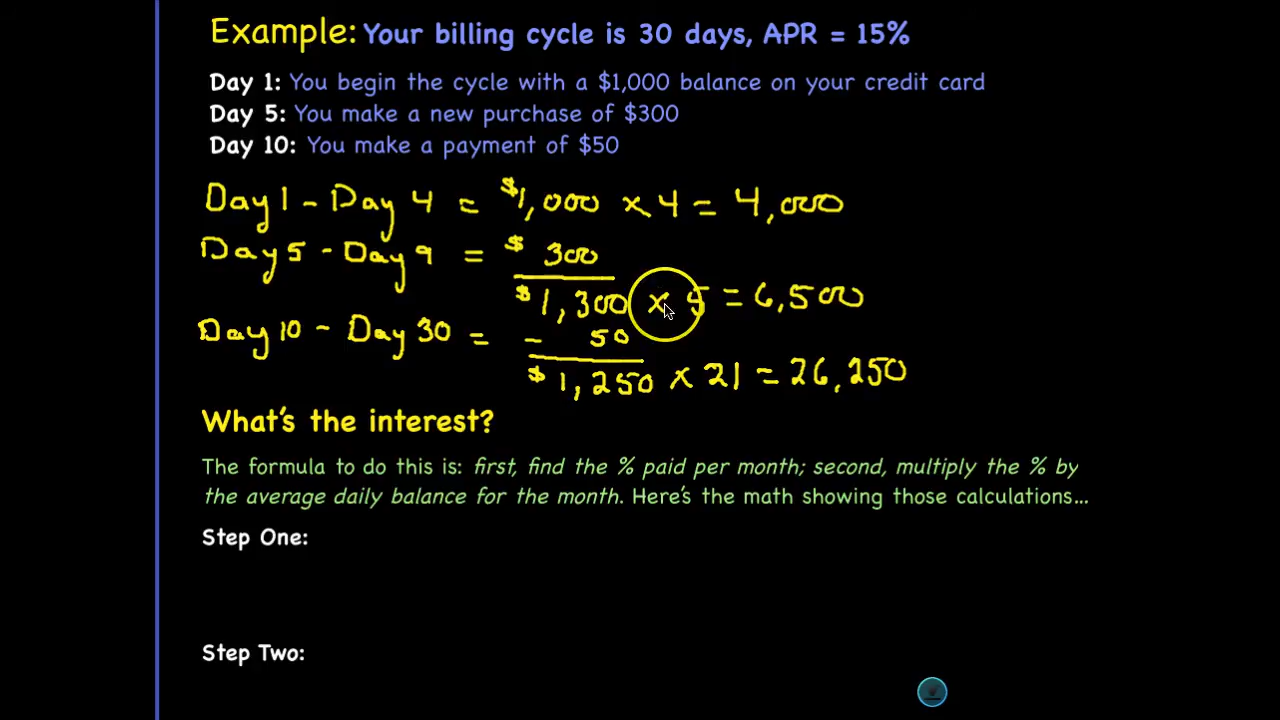 Example: Your billing cycle is 30 days, APR = 15%
Day 1: You begin the cycle with a $1,000 balance on your credit card
Day 5: You make a new purchase of $300
Day 10: You make a payment of $50
Day 1 - Day 4 = $1,000 x 4 = 4,000
Day 5 - Day 9 = $ 300
$1,300 x 5 = 6,500
Day 10 - Day 30 = - 50
$1,250 x 21 = 26,250
What's the interest?
The formula to do this is: first, find the % paid per month; second, multiply the % by
the average daily balance for the month. Here's the math showing those calculations...
Step One:
Step Two: